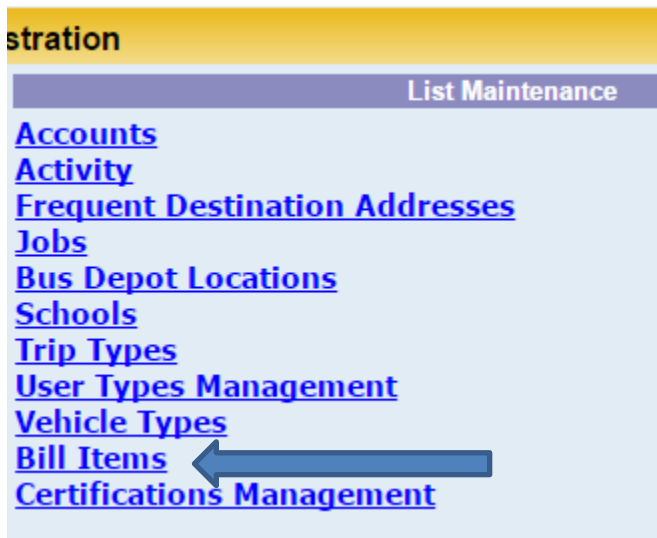 stration
List Maintenance
Accounts
Activity
Frequent Destination Addresses
Jobs
Bus Depot Locations
Schools
Trip Types
User Types Management
Vehicle Types
Bill Items
Certifications Management